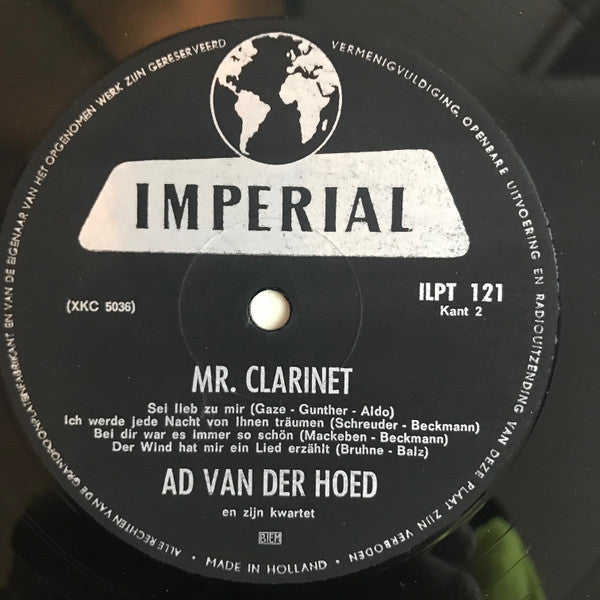 ALLE RECHTEN VAN DE GRAMOFOONPLATENFABRIKANT EN VAN DE EIGENAAR VAN HET OPGENOMEN WERK ZIJN GERESERVEERD
VERMENIGVULDIGING, OPENBARE UITVOERING EN RADIOUITZENDING VAN DEZE PLAAT ZIJN VERBODEN
IMPERIAL
(XKC 5036)
ILPT 121
Kant 2
MR. CLARINET
Sei lieb zu mir (Gaze - Gunther - Aldo)
Ich werde jede Nacht von Ihnen träumen (Schreuder - Beckmann)
Bei dir war es immer so schön (Mackeben - Beckmann)
Der Wind hat mir ein Lied erzählt (Bruhne - Balz)
AD VAN DER HOED
en zijn kwartet
BIEM
• MADE IN HOLLAND •